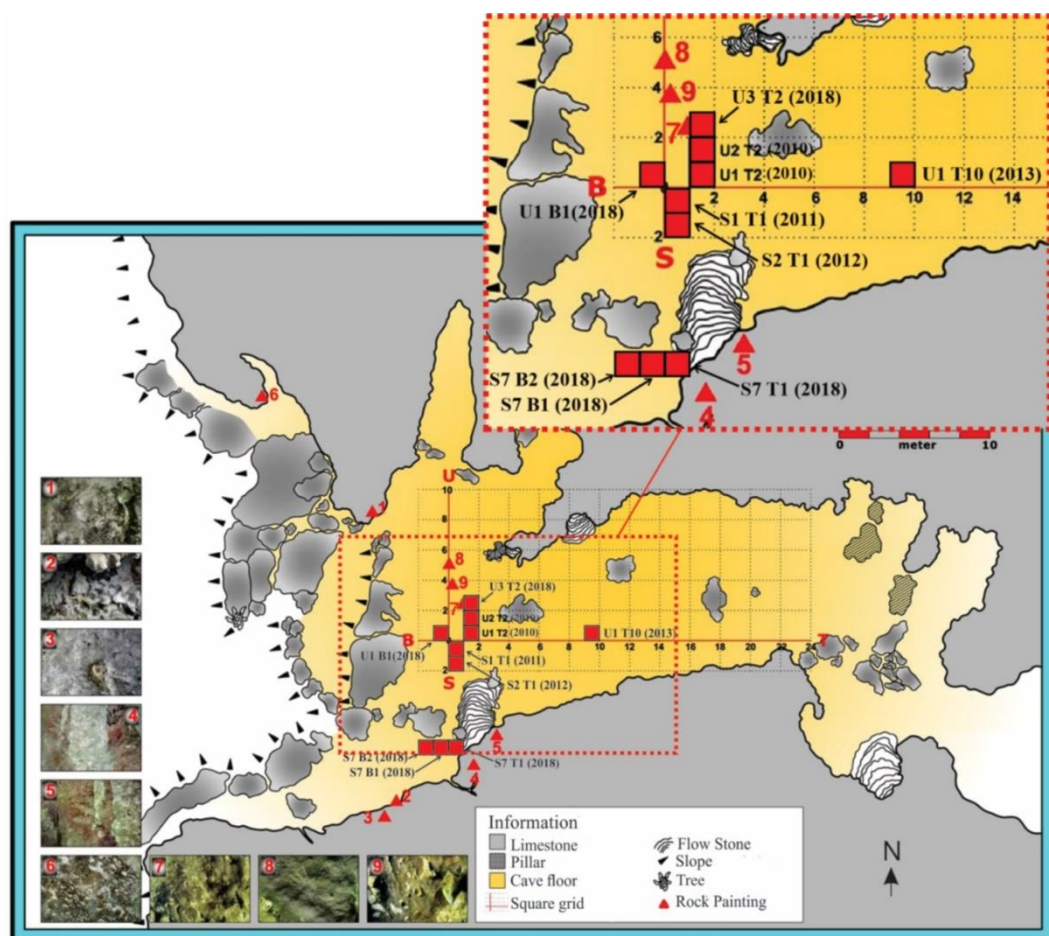 6
8
9
U3 T2 (2018)
7
2
U2 T2 (2010)
U1 T2 (2010)
U1 T10 (2013)
B
2 4 6 8 10 12 14
U1 B1(2018)
S1 T1 (2011)
2
S
S2 T1 (2012)
5
S7 B2 (2018)
S7 T1 (2018)
S7 B1 (2018)
4
0 meter 10
6
U
10
1
8
6
8
4
9
U3 T2 (2018)
7
2
U2 T2 (2010)
U1 T2 (2010)
U1 T10 (2013)
B
2 4 6 8 10 12 14 16 18 20 22 24
T
U1 B1(2018)
S1 T1 (2011)
2
S
S2 T1 (2012)
5
S7 B2 (2018)
S7 T1 (2018)
S7 B1 (2018)
4
2
3
1
2
3
4
5
6
7
8
9
Information
Limestone
Pillar
Cave floor
Square grid
Flow Stone
Slope
Tree
Rock Painting
N